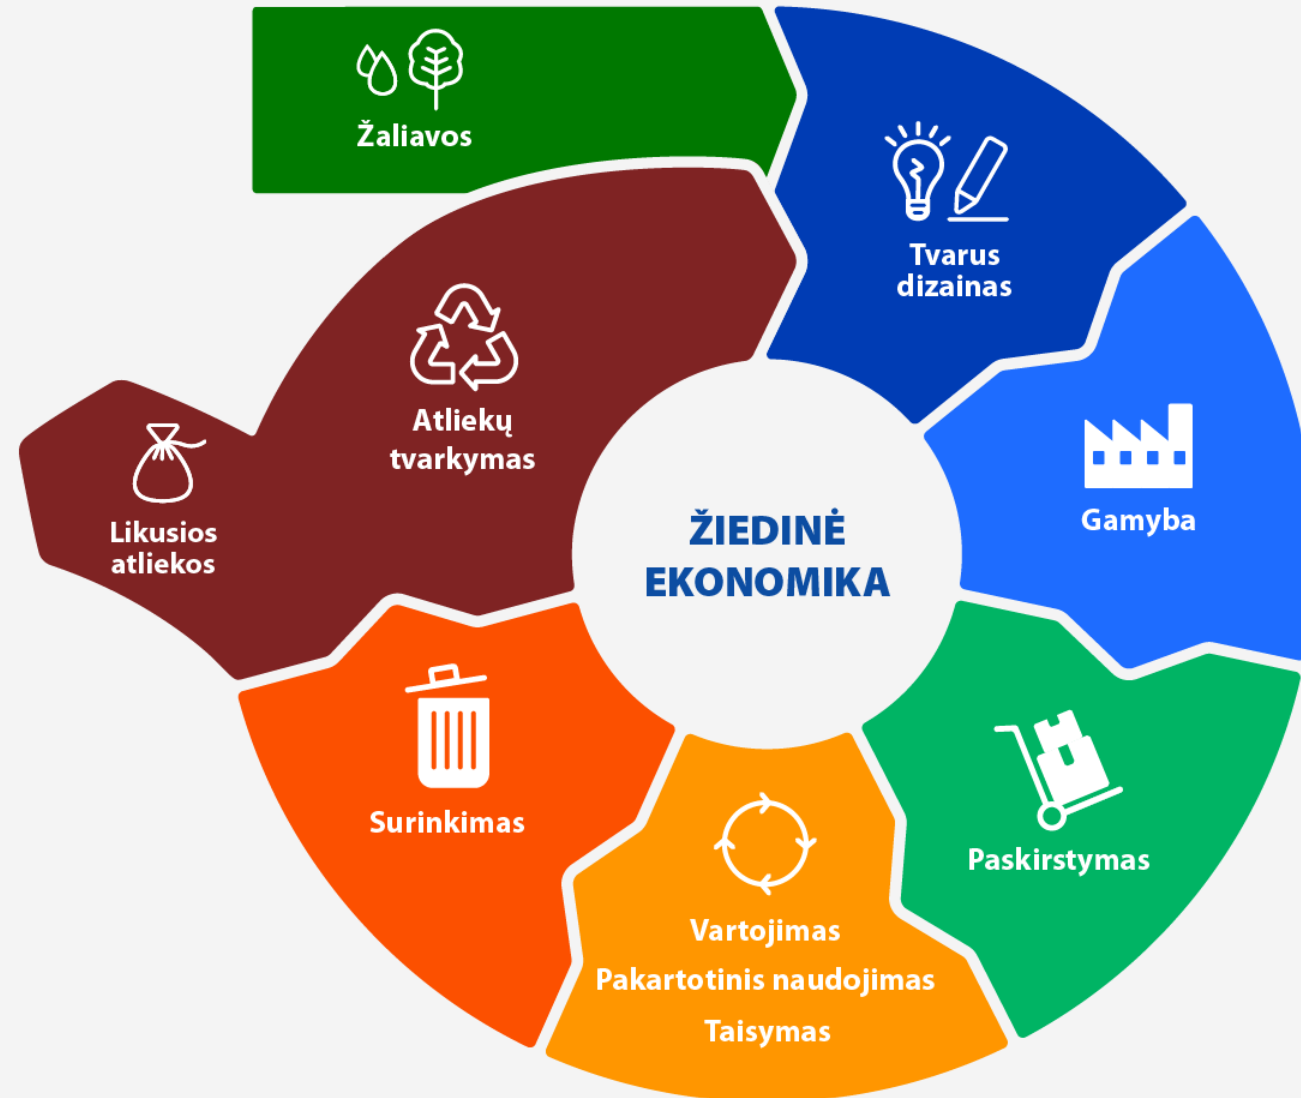 Žaliavos
Tvarus
dizainas
Gamyba
Paskirstymas
Vartojimas
Pakartotinis naudojimas
Taisymas
Surinkimas
Atliekų
tvarkymas
Likusios
atliekos
ŽIEDINĖ
EKONOMIKA